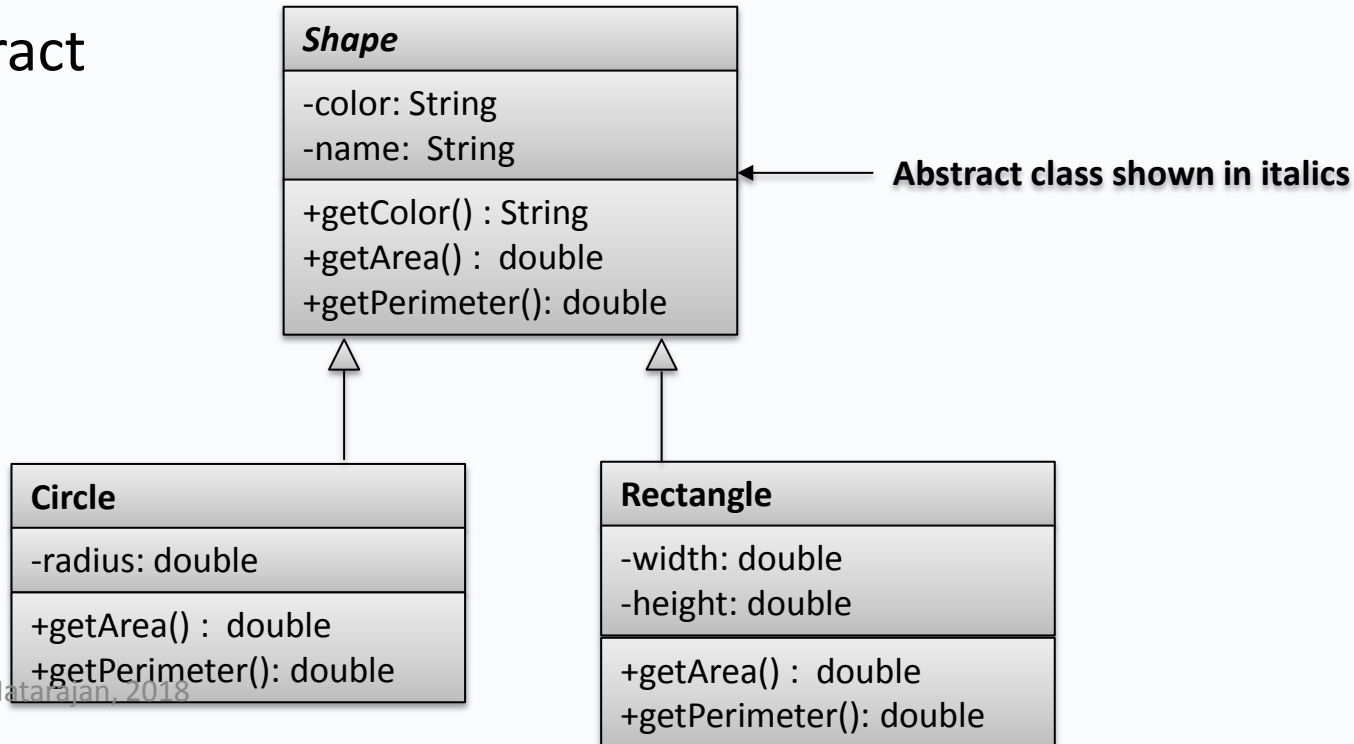 Shape
-color: String
-name: String
+getColor() : String
+getArea() : double
+getPerimeter(): double
Abstract class shown in italics
Circle
-radius: double
+getArea() : double
+getPerimeter(): double
Rectangle
-width: double
-height: double
+getArea() : double
+getPerimeter(): double
2018